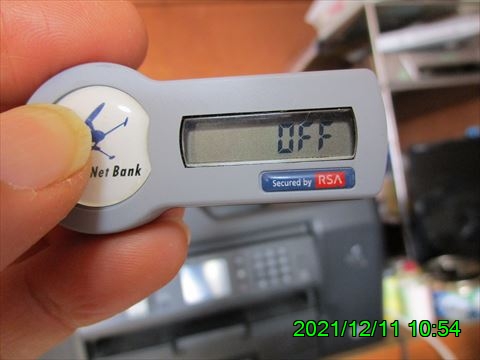 OFF
Net Bank
Secured by RSA
2021/12/11 10:54